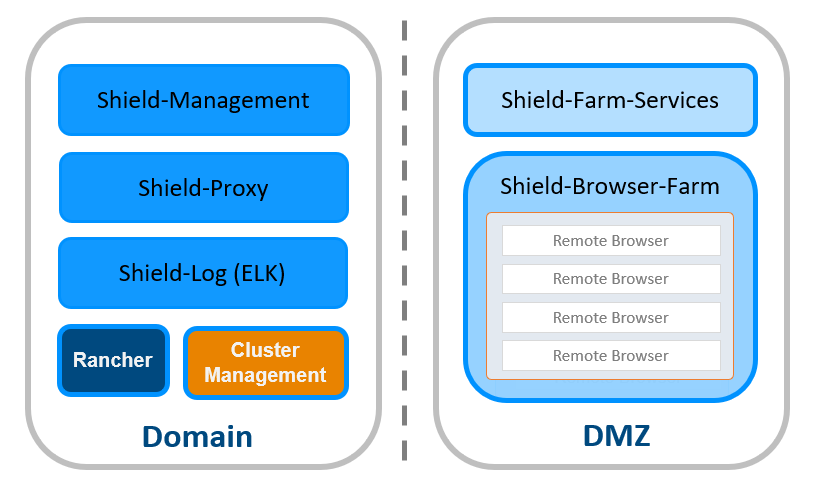 Shield-Management
Shield-Proxy
Shield-Log (ELK)
Rancher
Cluster
Management
Domain
Shield-Farm-Services
Shield-Browser-Farm
Remote Browser
Remote Browser
Remote Browser
Remote Browser
DMZ